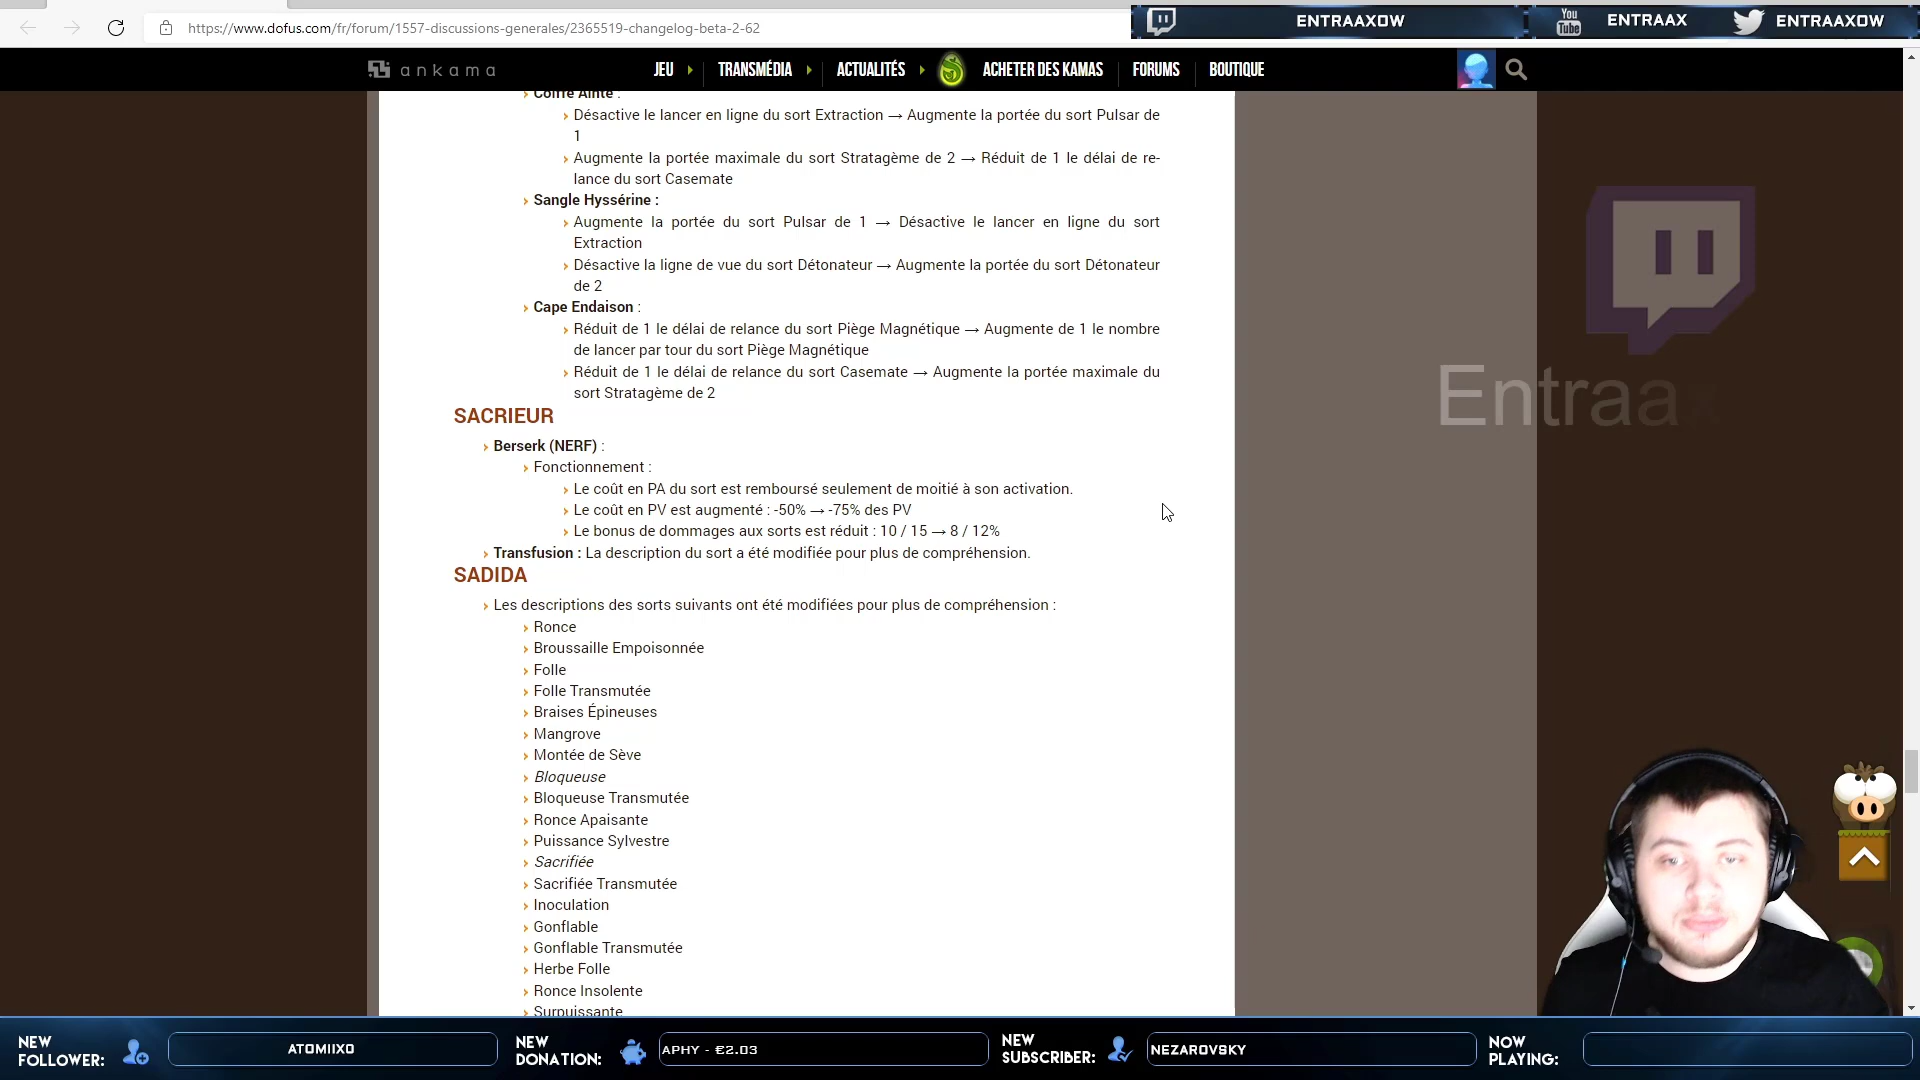 https://www.dofus.com/fr/forum/1557-discussions-generales/2365519-changelog-beta-2-62
ENTRAAXOW
You Tube
ENTRAAX
ENTRAAXOW
ankama
JEU
TRANSMÉDIA
ACTUALITÉS
ACHETER DES KAMAS
FORUMS
BOUTIQUE
Coiffe Ainté :
Désactive le lancer en ligne du sort Extraction → Augmente la portée du sort Pulsar de
1
Augmente la portée maximale du sort Stratagème de 2 → Réduit de 1 le délai de re-
lance du sort Casemate
Sangle Hyssérine :
Augmente la portée du sort Pulsar de 1 → Désactive le lancer en ligne du sort
Extraction
Désactive la ligne de vue du sort Détonateur → Augmente la portée du sort Détonateur
de 2
Cape Endaison :
Réduit de 1 le délai de relance du sort Piège Magnétique → Augmente de 1 le nombre
de lancer par tour du sort Piège Magnétique
Réduit de 1 le délai de relance du sort Casemate → Augmente la portée maximale du
sort Stratagème de 2
SACRIEUR
Berserk (NERF) :
Fonctionnement :
Le coût en PA du sort est remboursé seulement de moitié à son activation.
Le coût en PV est augmenté : -50% → -75% des PV
Le bonus de dommages aux sorts est réduit : 10 / 15 → 8 / 12%
Transfusion : La description du sort a été modifiée pour plus de compréhension.
SADIDA
Les descriptions des sorts suivants ont été modifiées pour plus de compréhension :
Ronce
Broussaille Empoisonnée
Folle
Folle Transmutée
Braises Épineuses
Mangrove
Montée de Sève
Bloqueuse
Bloqueuse Transmutée
Ronce Apaisante
Puissance Sylvestre
Sacrifiée
Sacrifiée Transmutée
Inoculation
Gonflable
Gonflable Transmutée
Herbe Folle
Ronce Insolente
Surpuissante
Entraax
NEW FOLLOWER:
ATOMIIXO
NEW DONATION:
APHY - €2.03
NEW SUBSCRIBER:
NEZAROVSKY
NOW PLAYING: